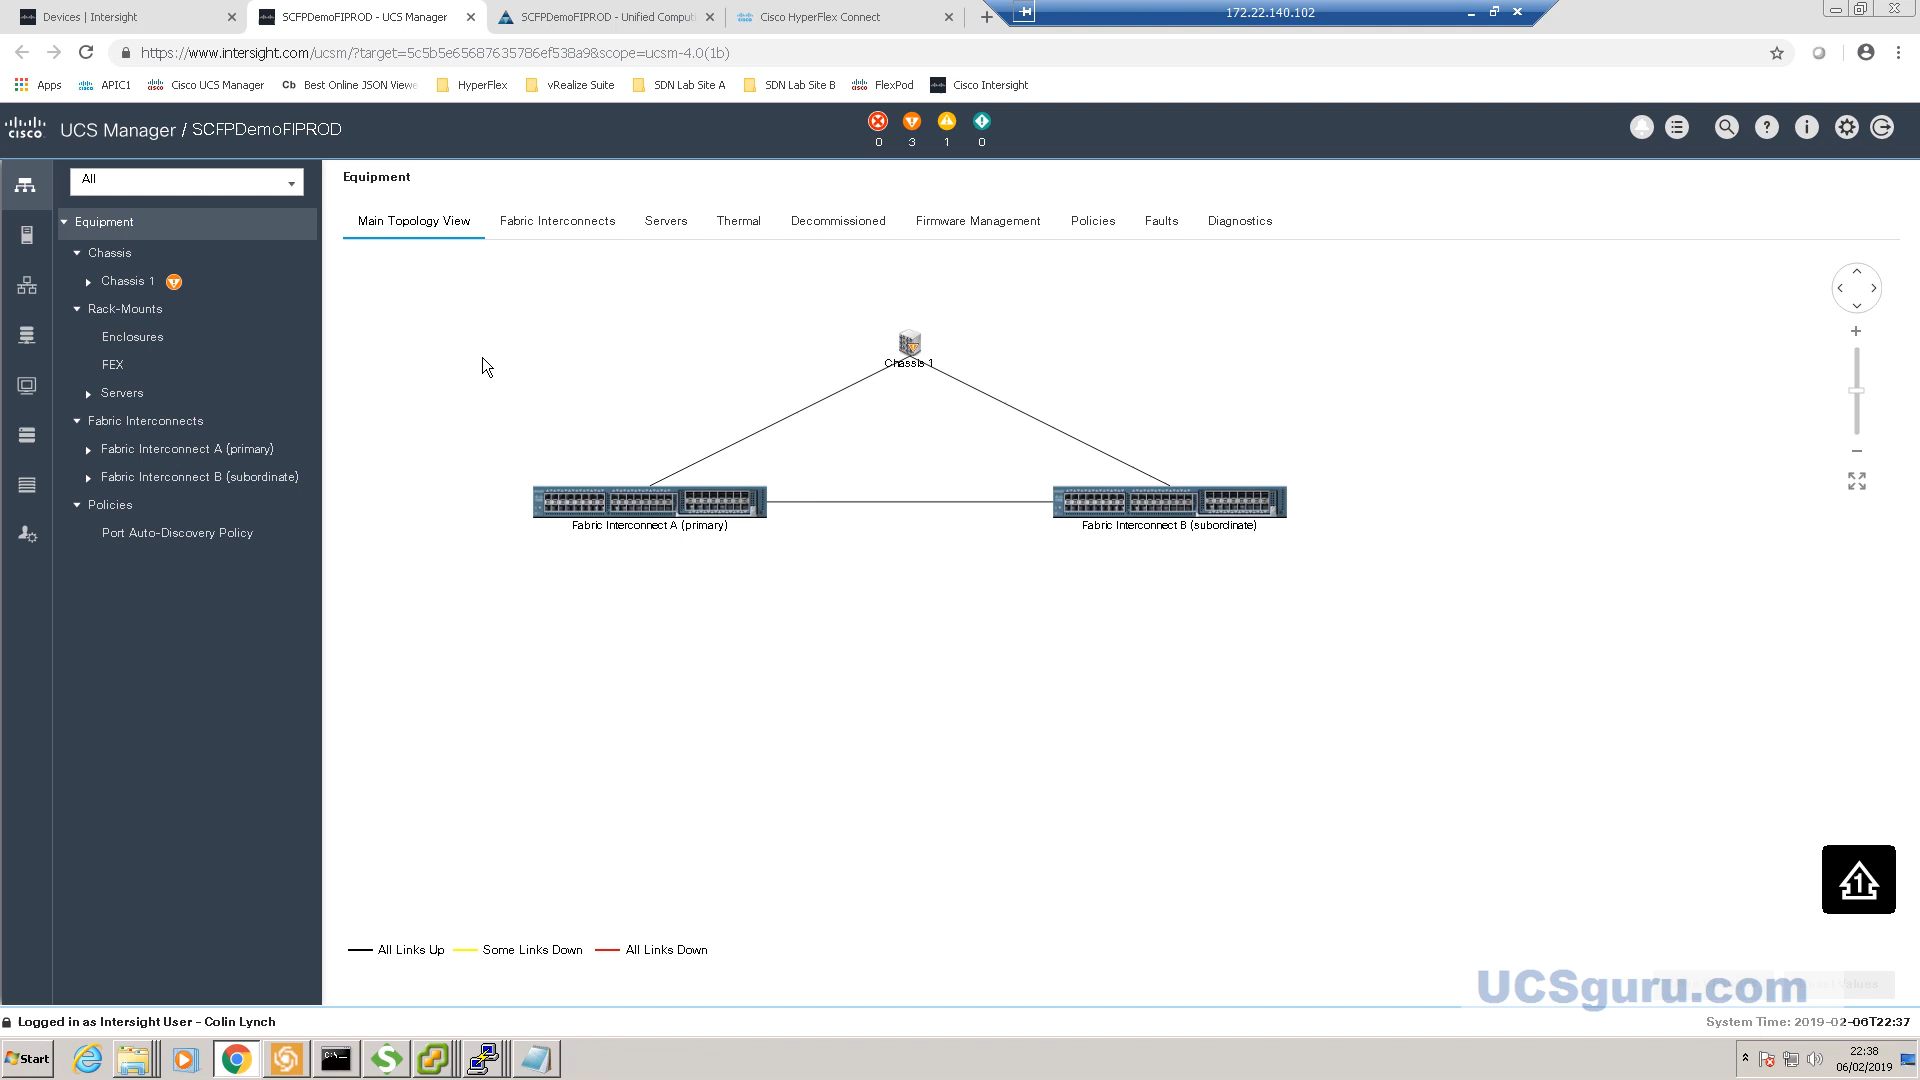 Devices | Intersight
SCFPDemoFIPROD - UCS Manager
SCFPDemoFIPROD - Unified Comput
Cisco HyperFlex Connect
172.22.140.102
https://www.intersight.com/ucsm/?target=5c5b5e65687635786ef538a9&scope=ucsm-4.0(1b)
Apps
APIC1
Cisco UCS Manager
Cb Best Online JSON Viewe
HyperFlex
vRealize Suite
SDN Lab Site A
SDN Lab Site B
FlexPod
Cisco Intersight
cisco
UCS Manager / SCFPDemoFIPROD
0 3 1 0
All
Equipment
Chassis
Chassis 1
Rack-Mounts
Enclosures
FEX
Servers
Fabric Interconnects
Fabric Interconnect A (primary)
Fabric Interconnect B (subordinate)
Policies
Port Auto-Discovery Policy
Equipment
Main Topology View
Fabric Interconnects
Servers
Thermal
Decommissioned
Firmware Management
Policies
Faults
Diagnostics
Chassis 1
Fabric Interconnect A (primary)
Fabric Interconnect B (subordinate)
1
All Links Up
Some Links Down
All Links Down
UCSguru.com
Values
Logged in as Intersight User - Colin Lynch
System Time: 2019-02-06T22:37
Start
22:38
06/02/2019